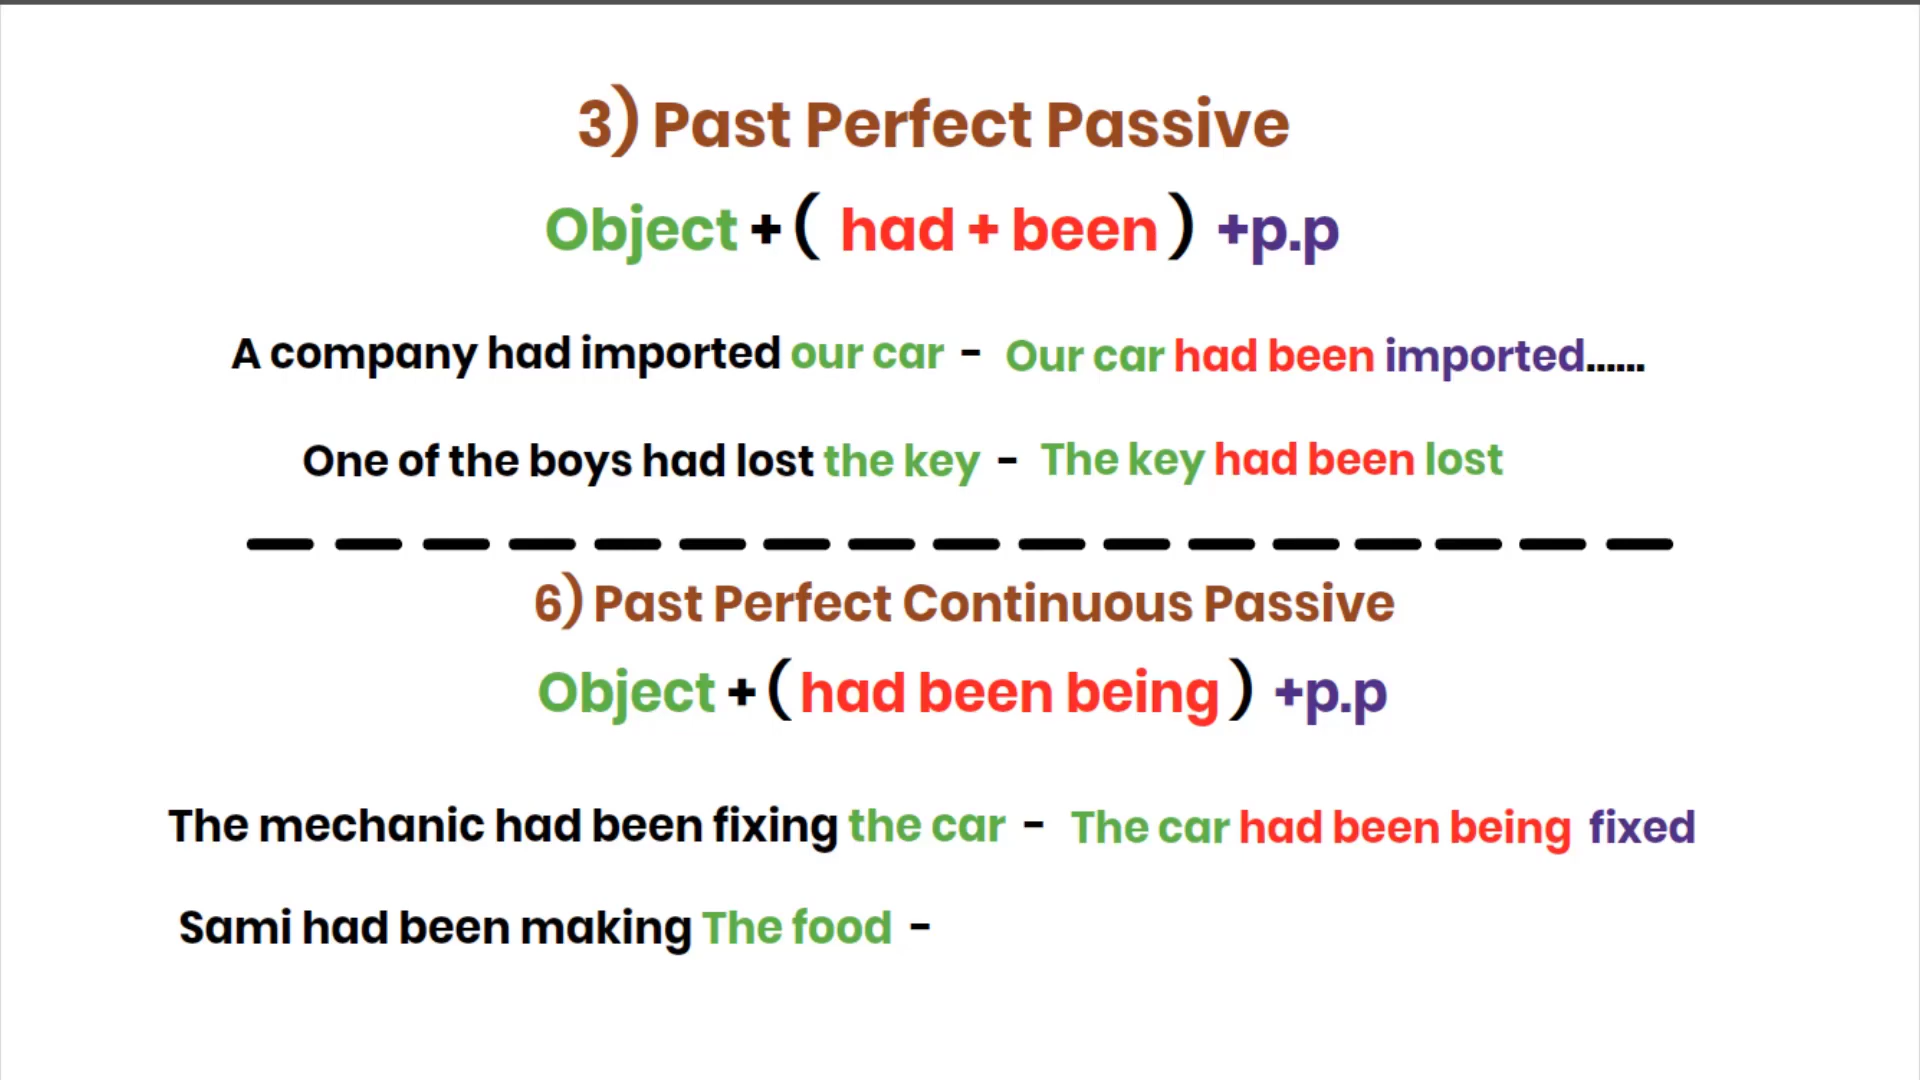 3) Past Perfect Passive
Object + ( had + been ) +p.p
A company had imported our car - Our car had been imported......
One of the boys had lost the key - The key had been lost
6) Past Perfect Continuous Passive
Object + ( had been being ) +p.p
The mechanic had been fixing the car - The car had been being fixed
Sami had been making The food -